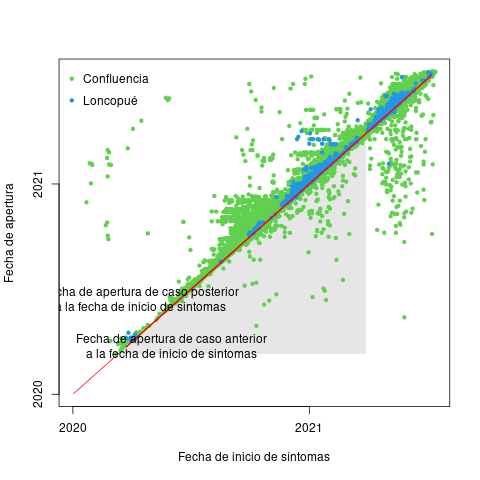 Confluencia
Loncopué
Fecha de apertura
2021
2020
cha de apertura de caso posterior
a la fecha de inicio de síntomas
Fecha de apertura de caso anterior
a la fecha de inicio de síntomas
2020
2021
Fecha de inicio de síntomas